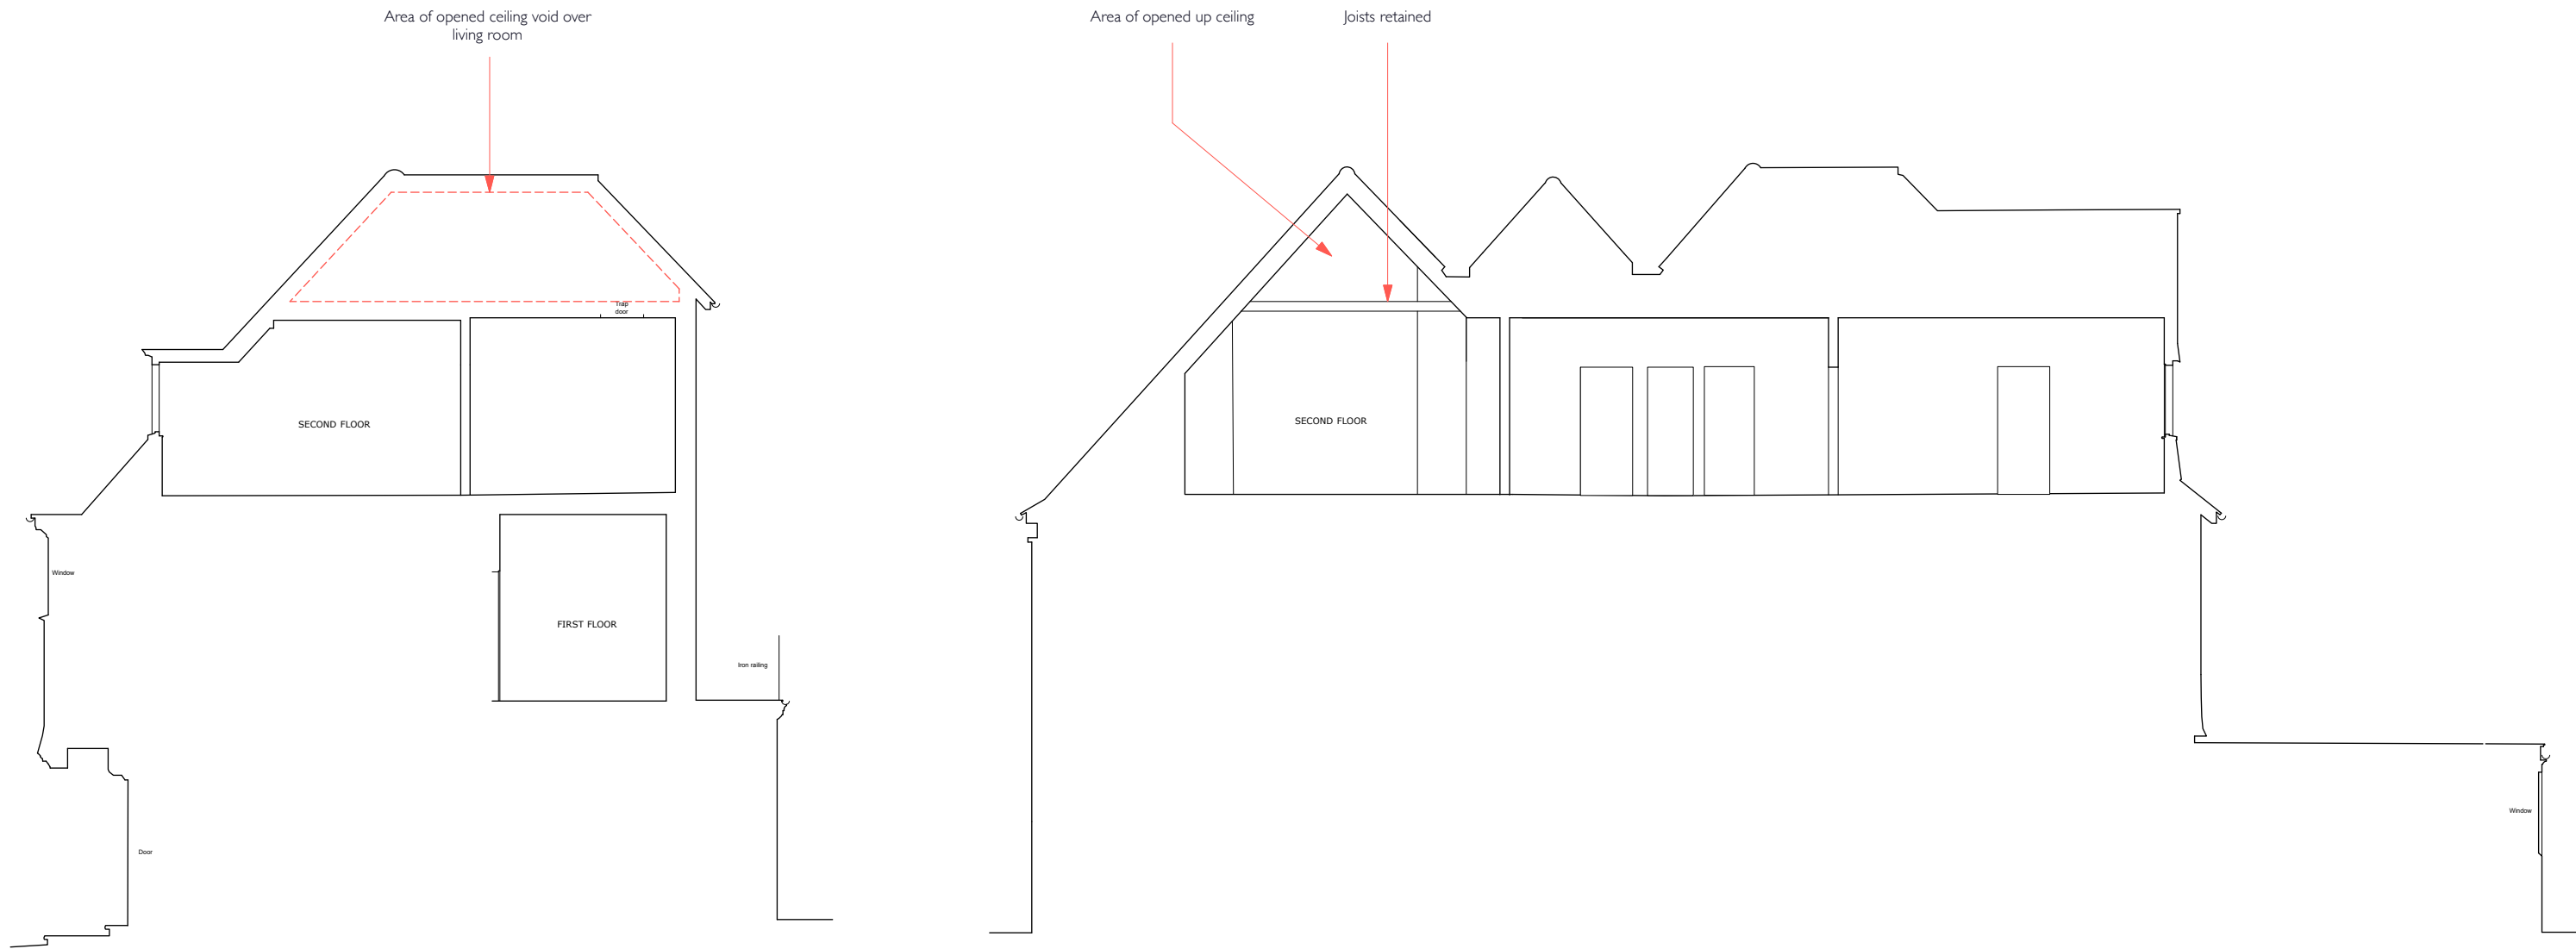 Area of opened ceiling void over
living room
Area of opened up ceiling
Joists retained
Trap
door
SECOND FLOOR
SECOND FLOOR
Window
FIRST FLOOR
Iron railing
Window
Door